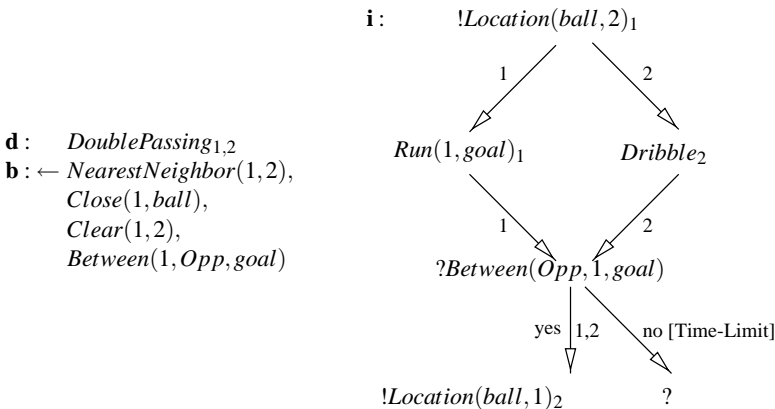 i : !Location(ball,2)₁
1 2
d : DoublePassing₁,₂
b : ← NearestNeighbor(1,2),
Close(1,ball),
Clear(1,2),
Between(1,Opp,goal)
Run(1,goal)₁ Dribble₂
1 2
?Between(Opp,1,goal)
yes 1,2 no [Time-Limit]
!Location(ball,1)₂ ?